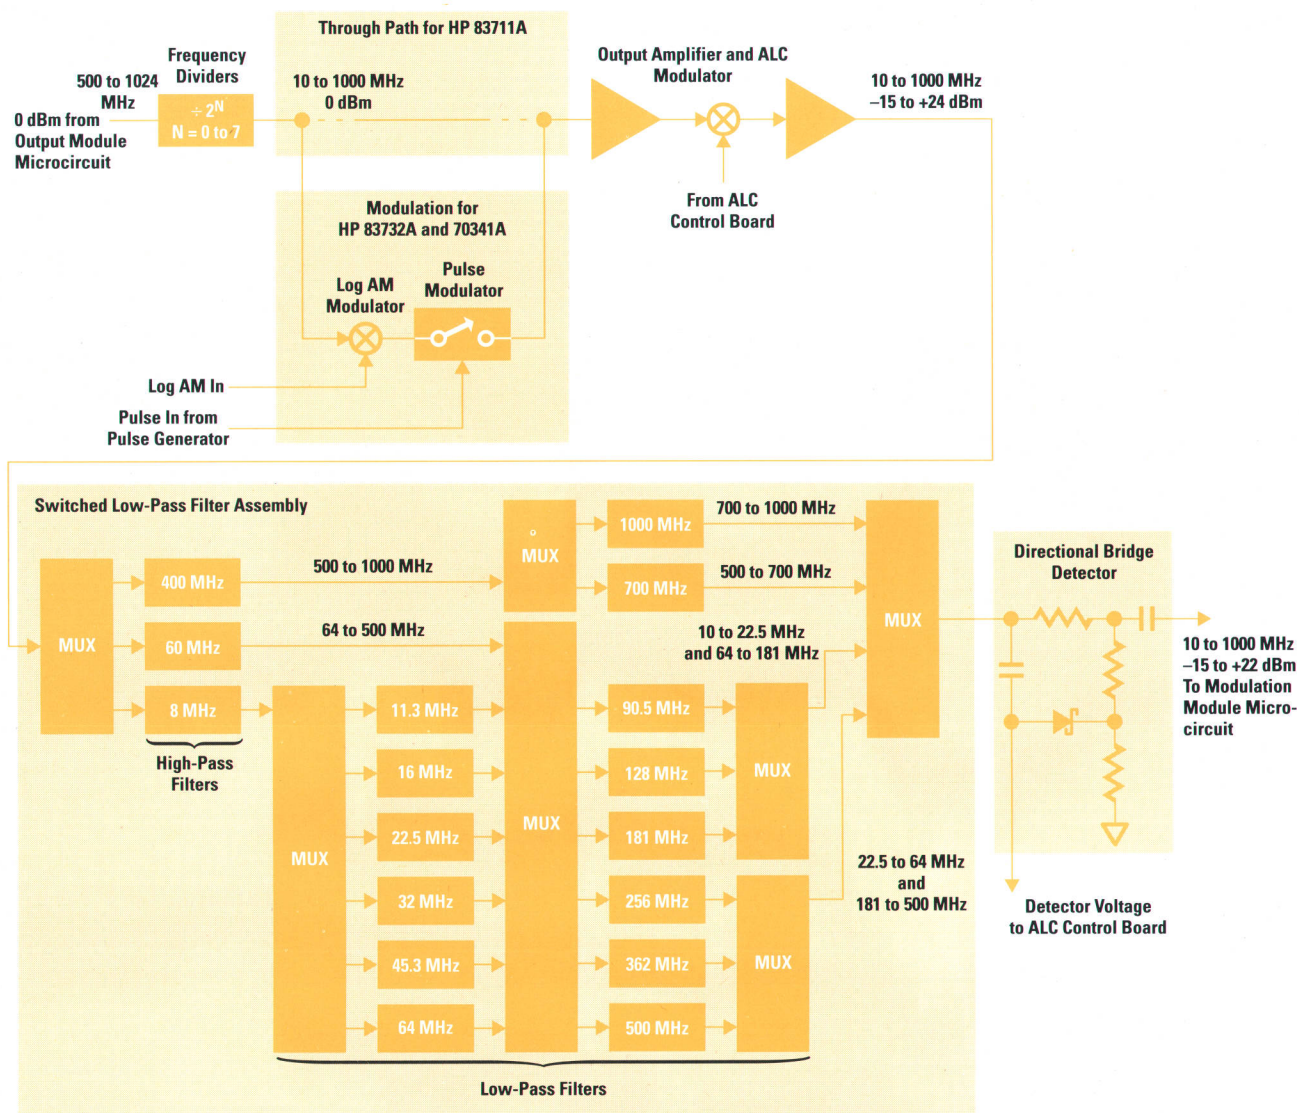 Through Path for HP 83711A
Frequency
Dividers
500 to 1024
MHz
0 dBm from
Output Module
Microcircuit
÷ 2N
N = 0 to 7
10 to 1000 MHz
0 dBm
Output Amplifier and ALC
Modulator
10 to 1000 MHz
–15 to +24 dBm
From ALC
Control Board
Modulation for
HP 83732A and 70341A
Log AM
Modulator
Pulse
Modulator
Log AM In
Pulse In from
Pulse Generator
Switched Low-Pass Filter Assembly
MUX
400 MHz
60 MHz
8 MHz
High-Pass
Filters
500 to 1000 MHz
64 to 500 MHz
MUX
11.3 MHz
16 MHz
22.5 MHz
32 MHz
45.3 MHz
64 MHz
MUX
MUX
1000 MHz
700 MHz
700 to 1000 MHz
500 to 700 MHz
10 to 22.5 MHz
and 64 to 181 MHz
90.5 MHz
128 MHz
181 MHz
256 MHz
362 MHz
500 MHz
MUX
MUX
MUX
22.5 to 64 MHz
and
181 to 500 MHz
Low-Pass Filters
Directional Bridge
Detector
10 to 1000 MHz
–15 to +22 dBm
To Modulation
Module Micro-
circuit
Detector Voltage
to ALC Control Board